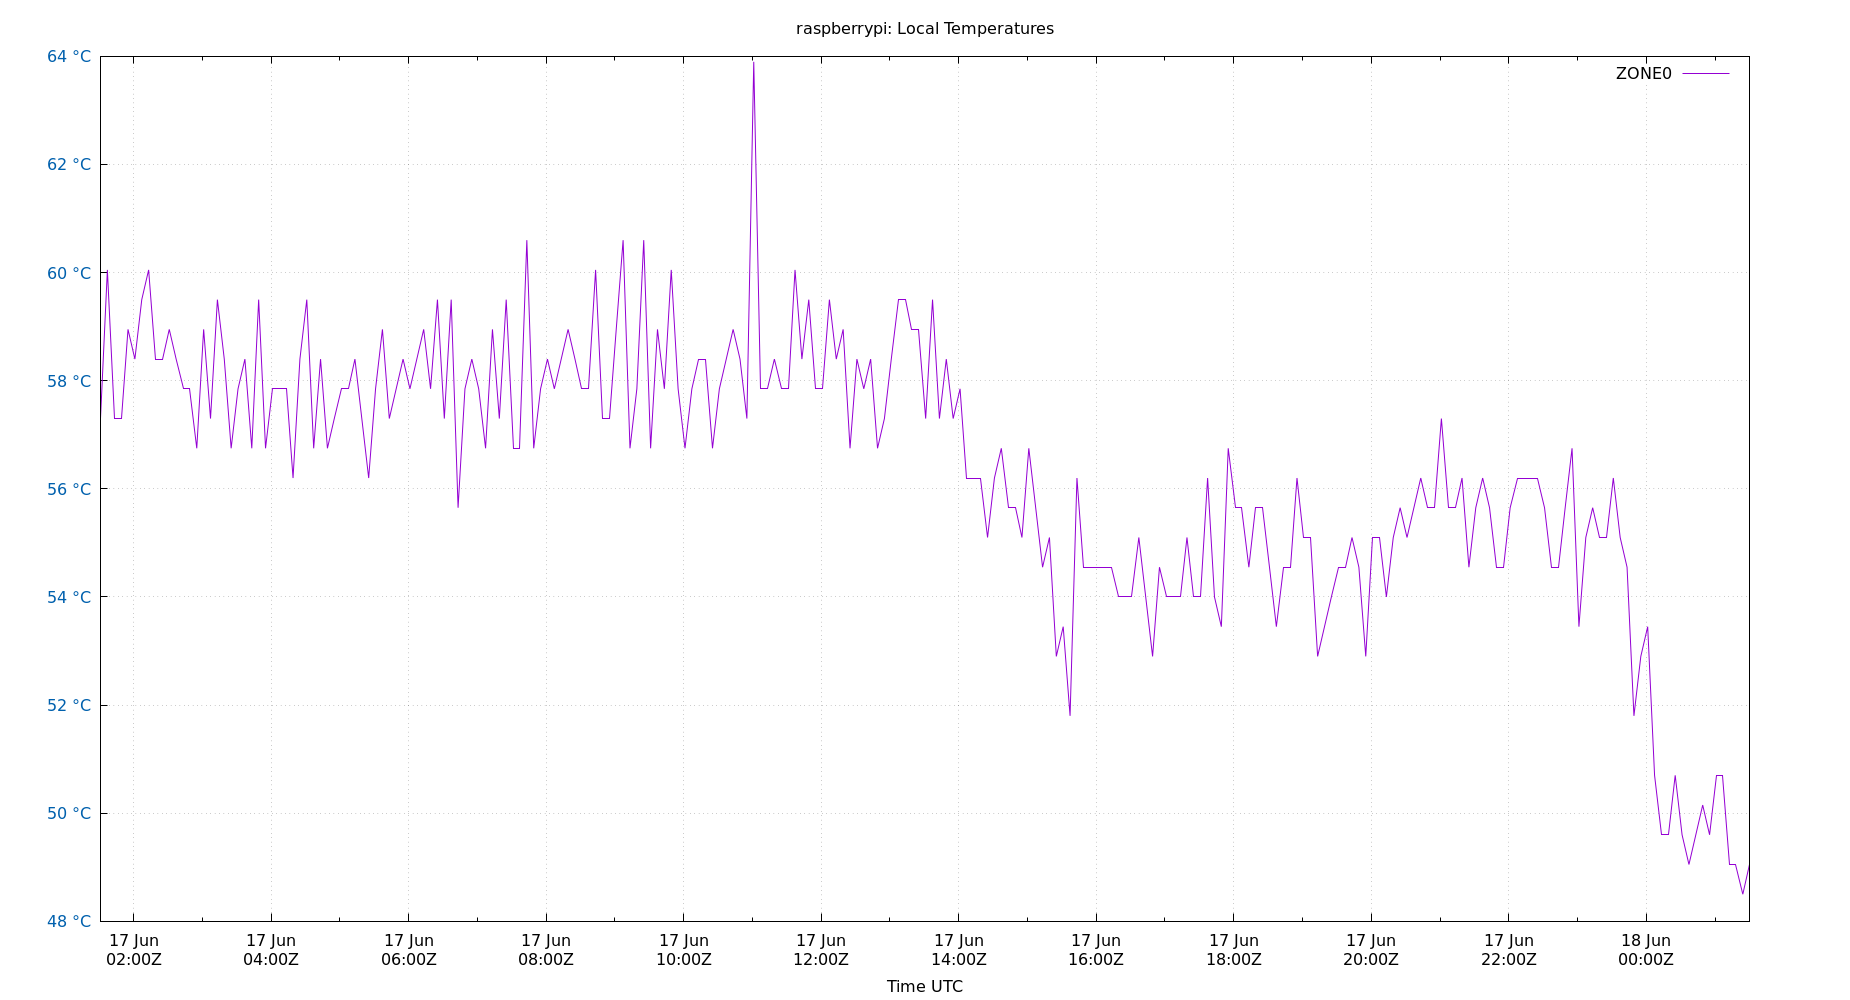 raspberrypi: Local Temperatures
64 °C
ZONE0
62 °C
60 °C
58 °C
56 °C
54 °C
52 °C
50 °C
48 °C
17 Jun 17 Jun 17 Jun 17 Jun 17 Jun 17 Jun 17 Jun 17 Jun 17 Jun 17 Jun 17 Jun 18 Jun
02:00Z 04:00Z 06:00Z 08:00Z 10:00Z 12:00Z 14:00Z 16:00Z 18:00Z 20:00Z 22:00Z 00:00Z
Time UTC